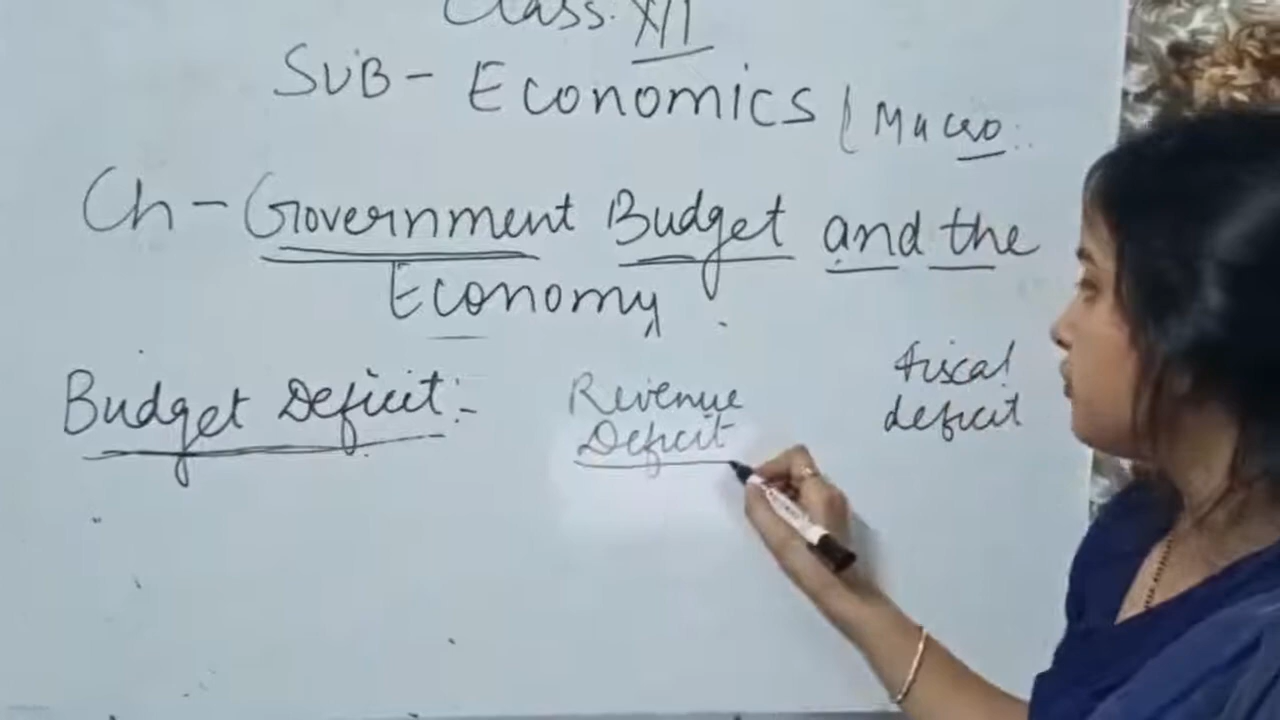 Class. XII
SUB - Economics ( Macro
Ch - Government Budget and the
Economy
Budget Deficit :-
Revenue
Deficit
fiscal
deficit